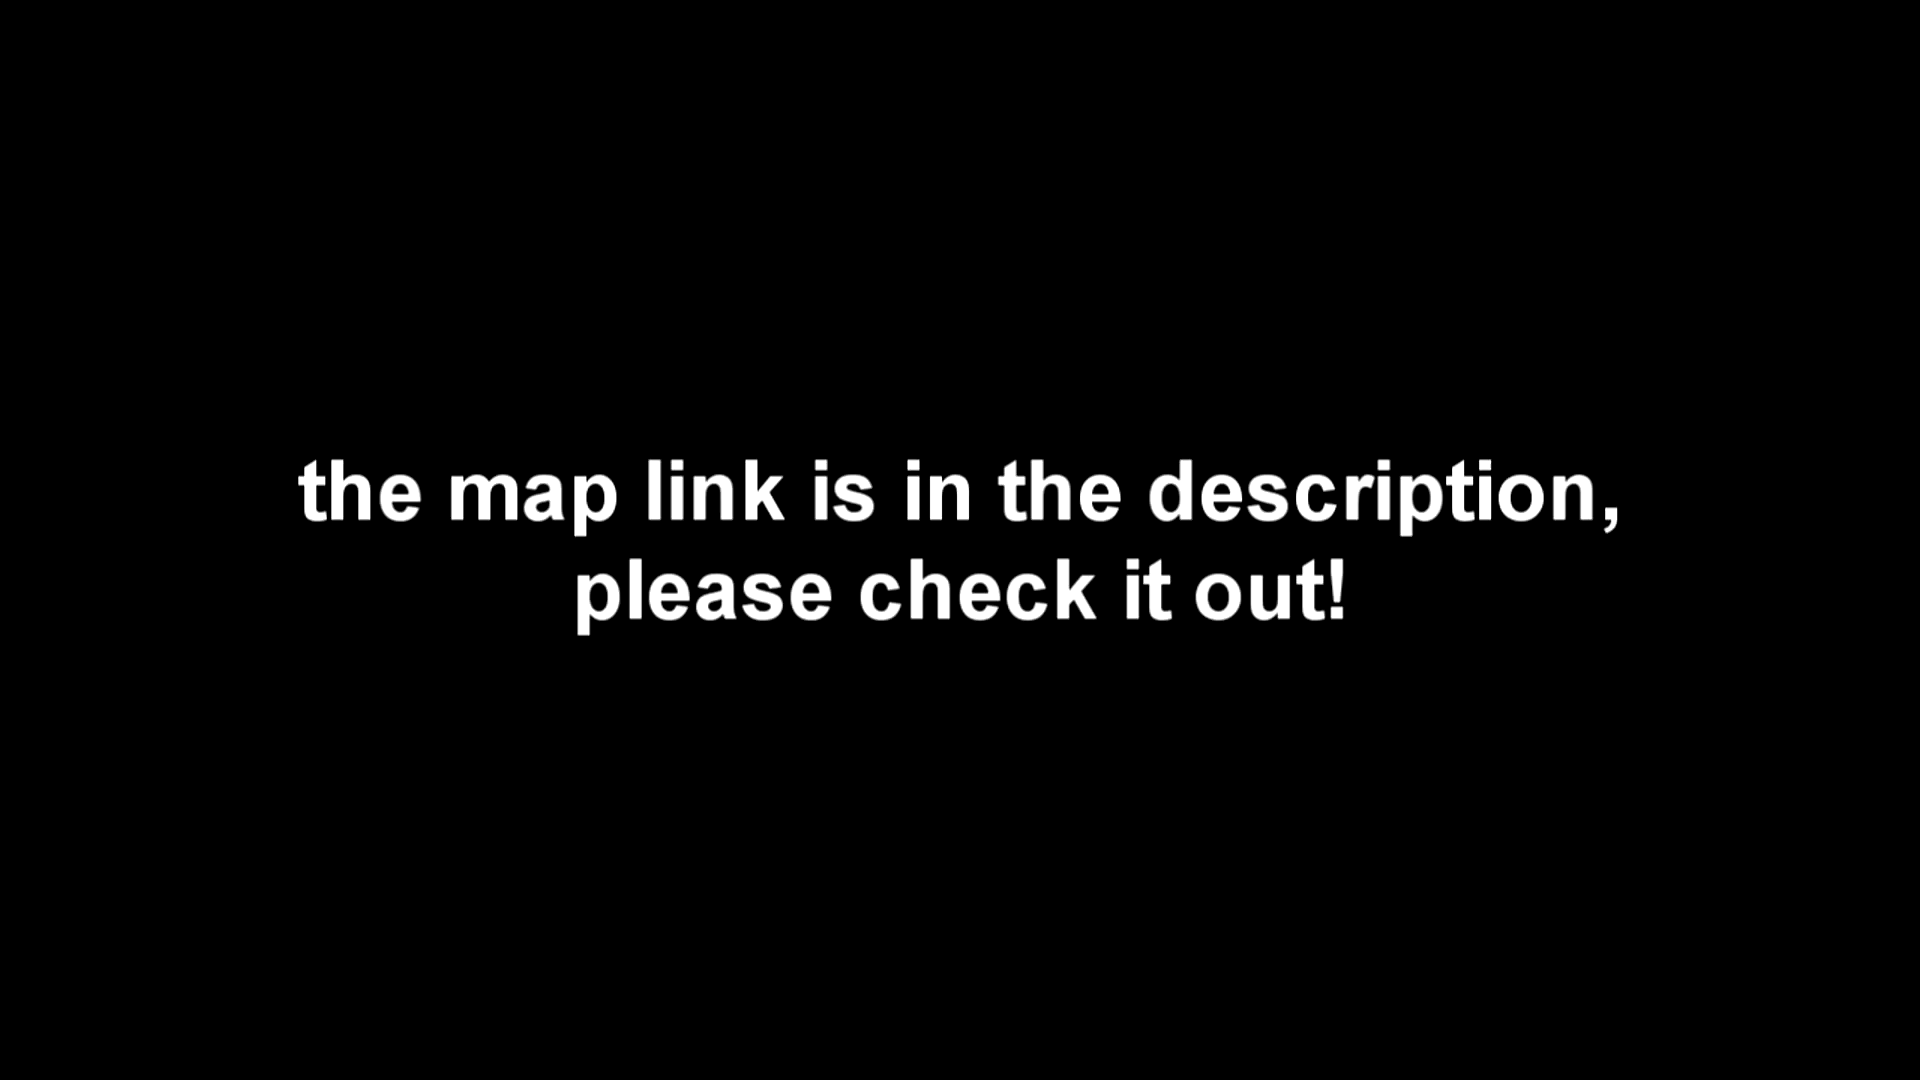 the map link is in the description,
please check it out!